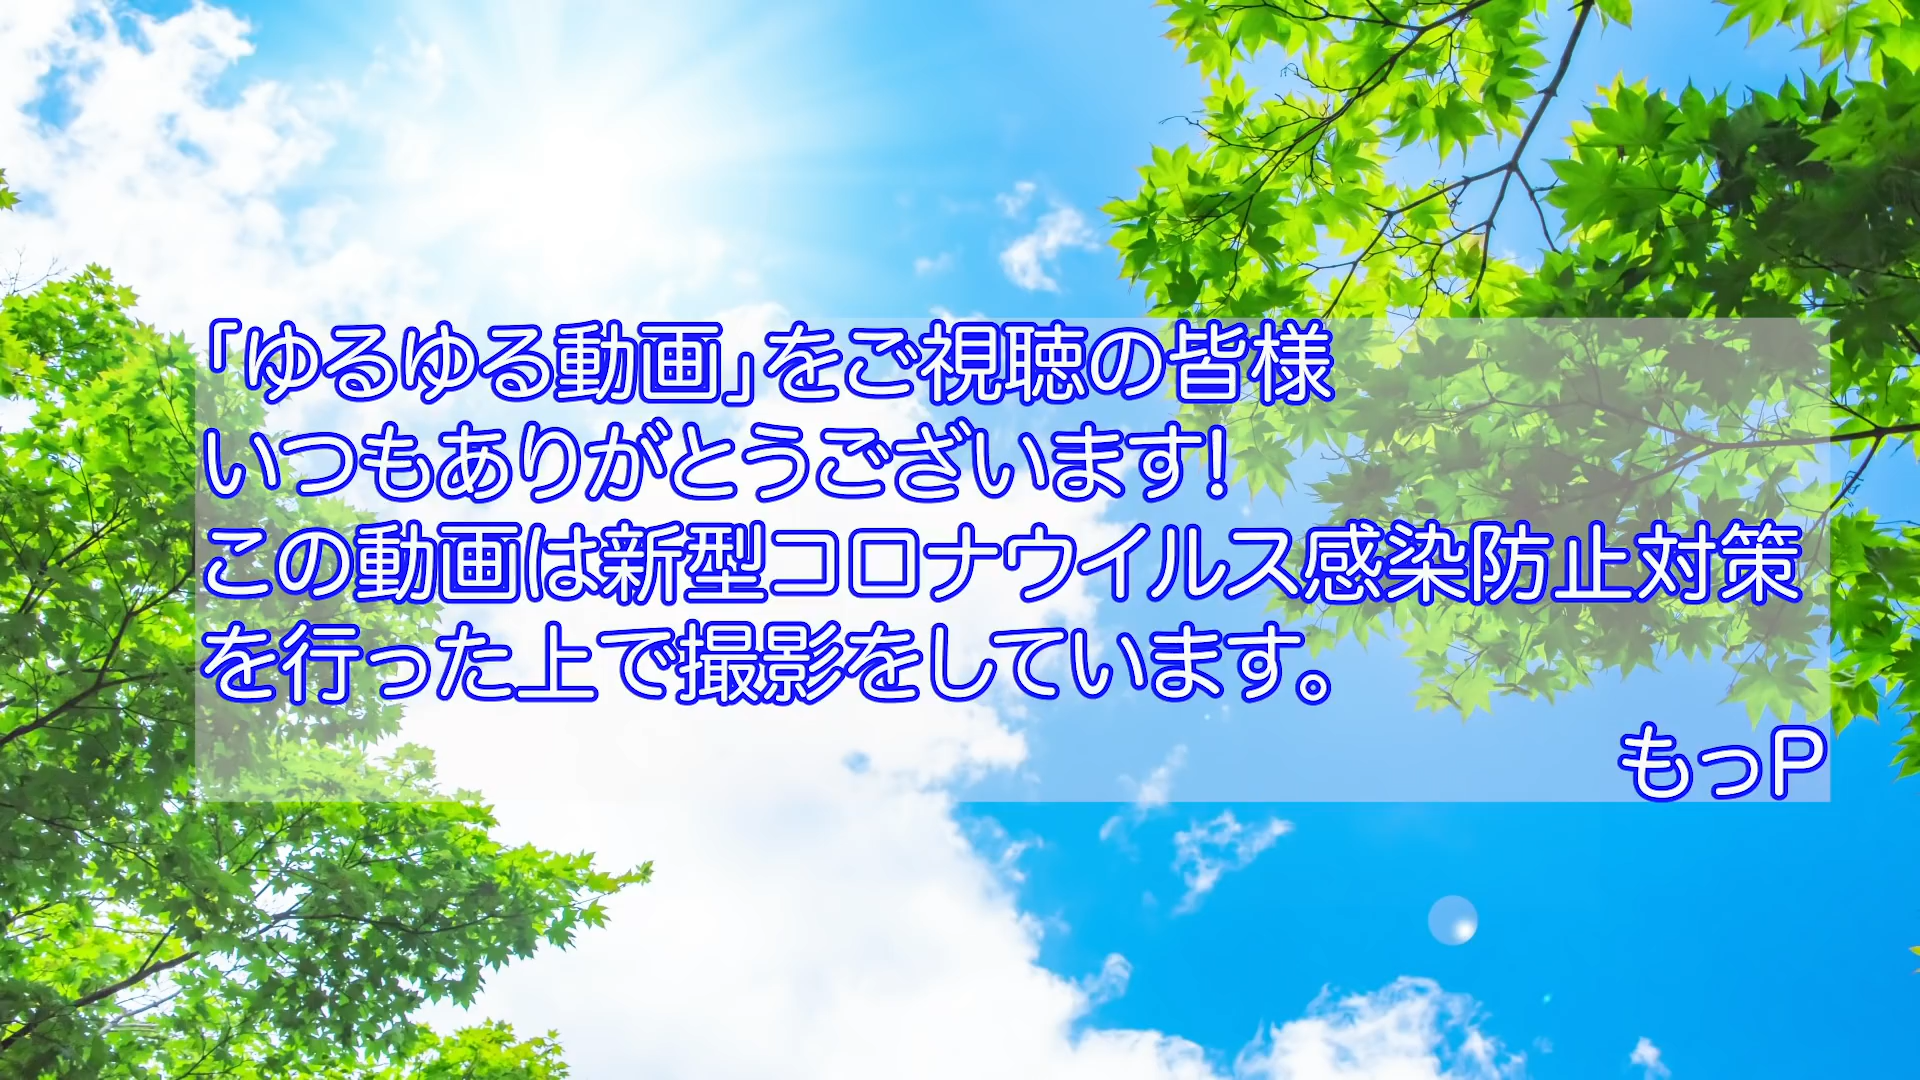 「ゆるゆる動画」をご視聴の皆様
いつもありがとうございます!
この動画は新型コロナウイルス感染防止対策
を行った上で撮影をしています。
もっP